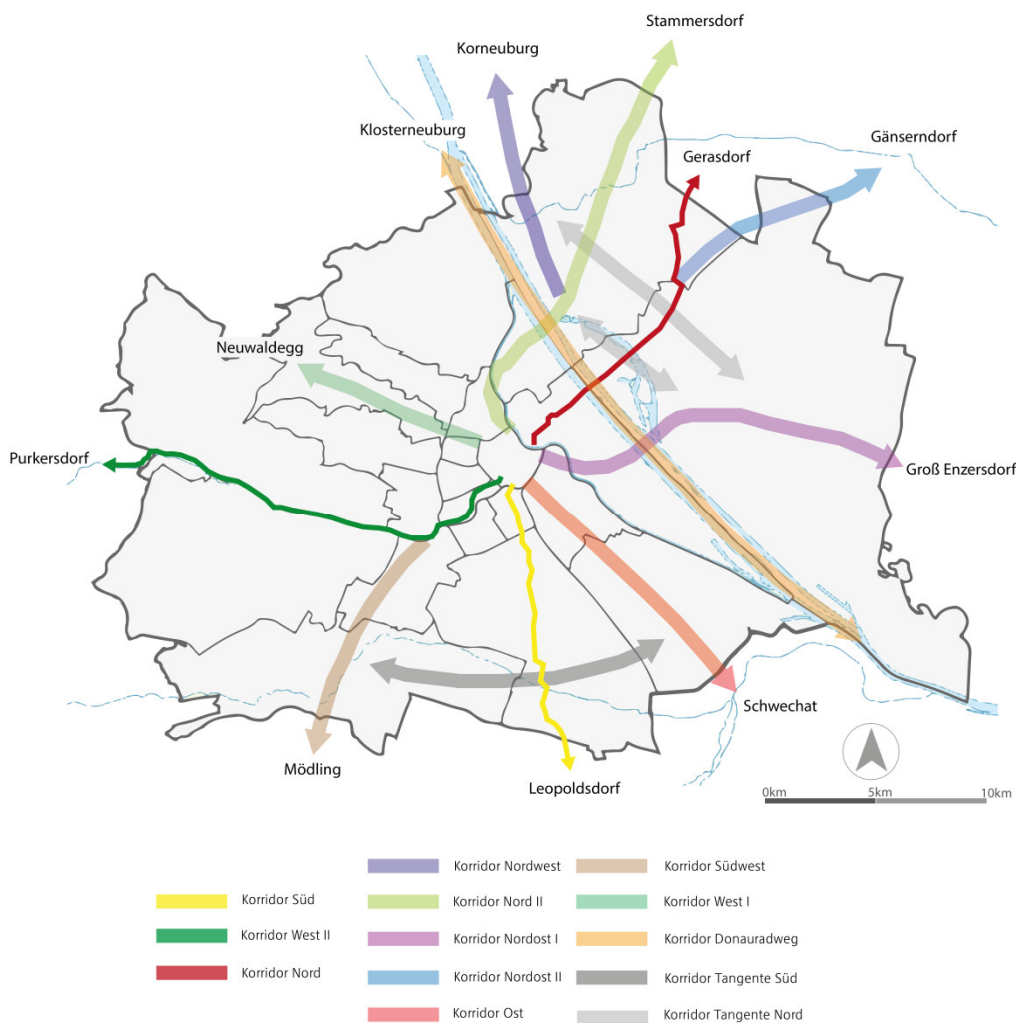 Stammersdorf
Korneuburg
Klosterneuburg
Gänserndorf
Gerasdorf
Neuwaldegg
Purkersdorf
Groß Enzersdorf
Schwechat
Mödling
Leopoldsdorf
0km 5km 10km
Korridor Süd
Korridor West II
Korridor Nord
Korridor Nordwest
Korridor Nord II
Korridor Nordost I
Korridor Nordost II
Korridor Ost
Korridor Südwest
Korridor West I
Korridor Donauradweg
Korridor Tangente Süd
Korridor Tangente Nord